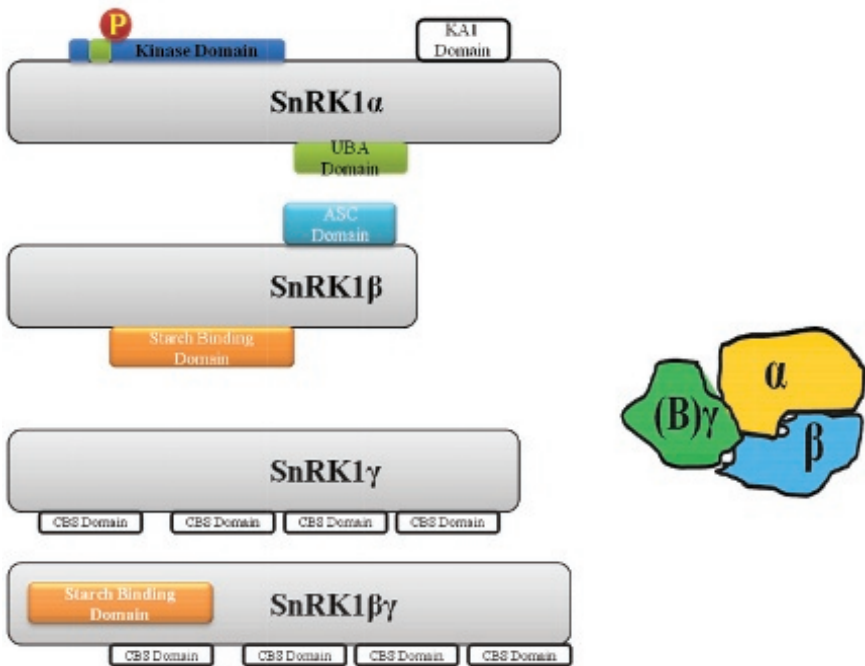 P
Kinase Domain
KA1
Domain
SnRK1α
UBA
Domain
ASC
Domain
SnRK1β
Starch Binding
Domain
α
(B)γ
β
SnRK1γ
CBS Domain CBS Domain CBS Domain CBS Domain
Starch Binding
Domain
SnRK1βγ
CBS Domain CBS Domain CBS Domain CBS Domain